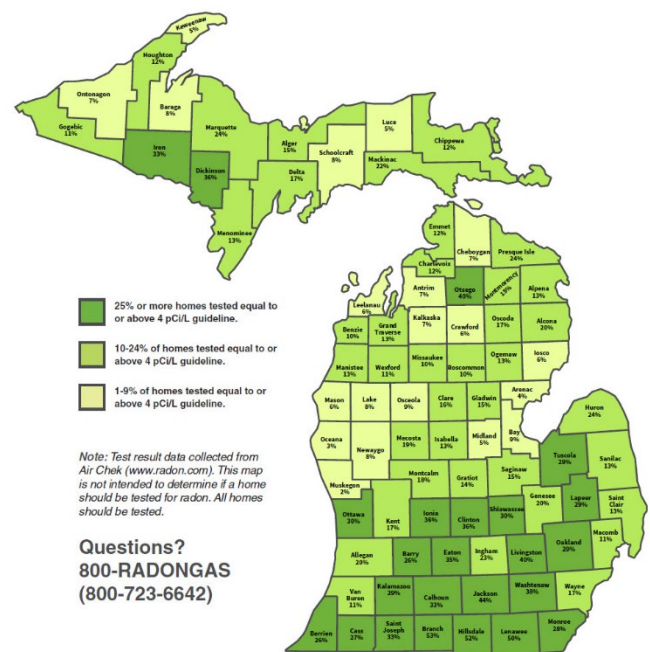 Keweenaw
5%
Houghton
12%
Ontonagon
7%
Baraga
8%
Gogebic
11%
Marquette
24%
Iron
33%
Dickinson
36%
Alger
15%
Luce
5%
Schoolcraft
8%
Chippewa
12%
Mackinac
22%
Delta
17%
Menominee
13%
Emmet
12%
Cheboygan
7%
Presque Isle
24%
Charlevoix
12%
Antrim
7%
Otsego
Montmorency
Alpena
13%
Leelanau
6%
Benzie
10%
Grand
Traverse
13%
Kalkaska
7%
Crawford
6%
Oscoda
17%
Alcona
20%
Manistee
13%
Wexford
11%
Missaukee
10%
Roscommon
10%
Ogemaw
13%
Iosco
6%
Mason
6%
Lake
8%
Osceola
9%
Clare
16%
Gladwin
15%
Arenac
4%
Huron
24%
Oceana
3%
Newaygo
8%
Mecosta
19%
Isabella
13%
Midland
5%
Bay
Tuscola
29%
Sanilac
13%
Muskegon
2%
Montcalm
18%
Gratiot
14%
Saginaw
15%
Genesee
20%
Lapeer
29%
Saint
Clair
13%
Ottawa
30%
Kent
17%
Ionia
36%
Clinton
36%
Shiawassee
30%
Allegan
20%
Barry
26%
Eaton
35%
Ingham
23%
Livingston
40%
Oakland
Macomb
11%
Van
Buren
11%
Kalamazoo
39%
Calhoun
33%
Jackson
44%
Washtenaw
Wayne
17%
Berrien
26%
Cass
27%
Saint
Joseph
33%
Branch
53%
Hillsdale
52%
Lenawee
50%
Monroe
28%
25% or more homes tested equal to
or above 4 pCi/L guideline.
10-24% of homes tested equal to or
above 4 pCi/L guideline.
1-9% of homes tested equal to or
above 4 pCi/L guideline.
Note: Test result data collected from
Air Chek (www.radon.com). This map
is not intended to determine if a home
should be tested for radon. All homes
should be tested.
Questions?
800-RADONGAS
(800-723-6642)